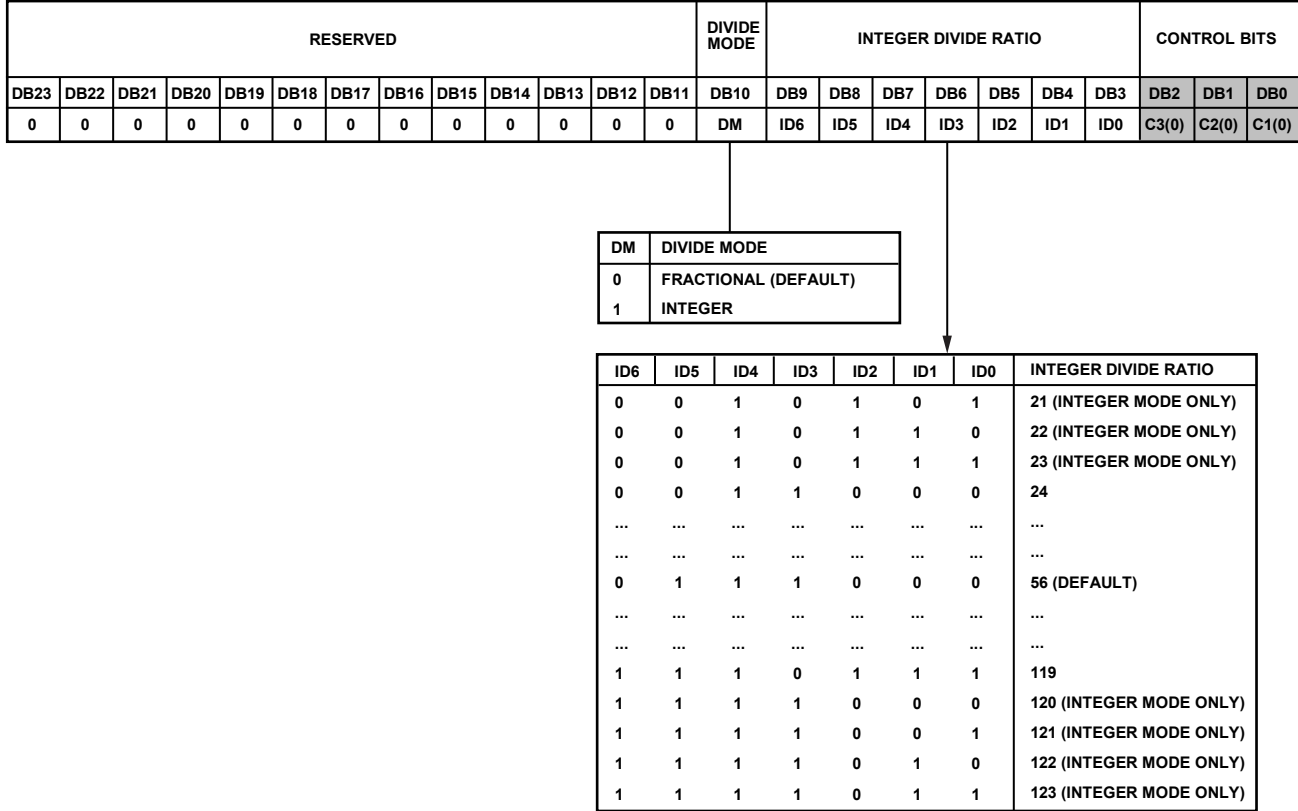 RESERVED DIVIDE MODE INTEGER DIVIDE RATIO CONTROL BITS
DB23 DB22 DB21 DB20 DB19 DB18 DB17 DB16 DB15 DB14 DB13 DB12 DB11 DB10 DB9 DB8 DB7 DB6 DB5 DB4 DB3 DB2 DB1 DB0
0 0 0 0 0 0 0 0 0 0 0 0 0 DM ID6 ID5 ID4 ID3 ID2 ID1 ID0 C3(0) C2(0) C1(0)
DM DIVIDE MODE
0 FRACTIONAL (DEFAULT)
1 INTEGER
ID6 ID5 ID4 ID3 ID2 ID1 ID0 INTEGER DIVIDE RATIO
0 0 1 0 1 0 1 21 (INTEGER MODE ONLY)
0 0 1 0 1 1 0 22 (INTEGER MODE ONLY)
0 0 1 0 1 1 1 23 (INTEGER MODE ONLY)
0 0 1 1 0 0 0 24
... ... ... ... ... ... ... ...
... ... ... ... ... ... ... ...
0 1 1 1 0 0 0 56 (DEFAULT)
... ... ... ... ... ... ... ...
... ... ... ... ... ... ... ...
1 1 1 0 1 1 1 119
1 1 1 1 0 0 0 120 (INTEGER MODE ONLY)
1 1 1 1 0 0 1 121 (INTEGER MODE ONLY)
1 1 1 1 0 1 0 122 (INTEGER MODE ONLY)
1 1 1 1 0 1 1 123 (INTEGER MODE ONLY)